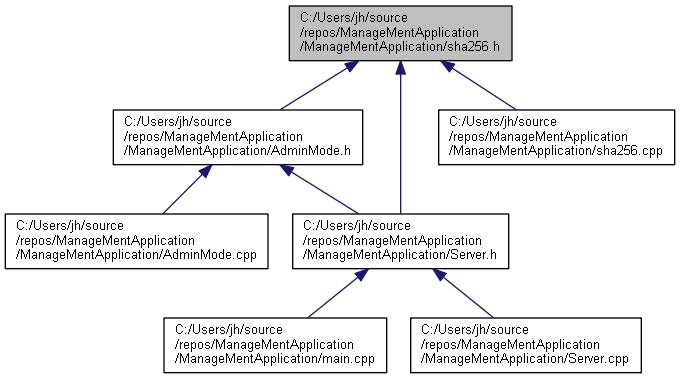 C:/Users/jh/source
/repos/ManageMentApplication
/ManageMentApplication/sha256.h
C:/Users/jh/source
/repos/ManageMentApplication
/ManageMentApplication/AdminMode.h
C:/Users/jh/source
/repos/ManageMentApplication
/ManageMentApplication/sha256.cpp
C:/Users/jh/source
/repos/ManageMentApplication
/ManageMentApplication/AdminMode.cpp
C:/Users/jh/source
/repos/ManageMentApplication
/ManageMentApplication/Server.h
C:/Users/jh/source
/repos/ManageMentApplication
/ManageMentApplication/main.cpp
C:/Users/jh/source
/repos/ManageMentApplication
/ManageMentApplication/Server.cpp